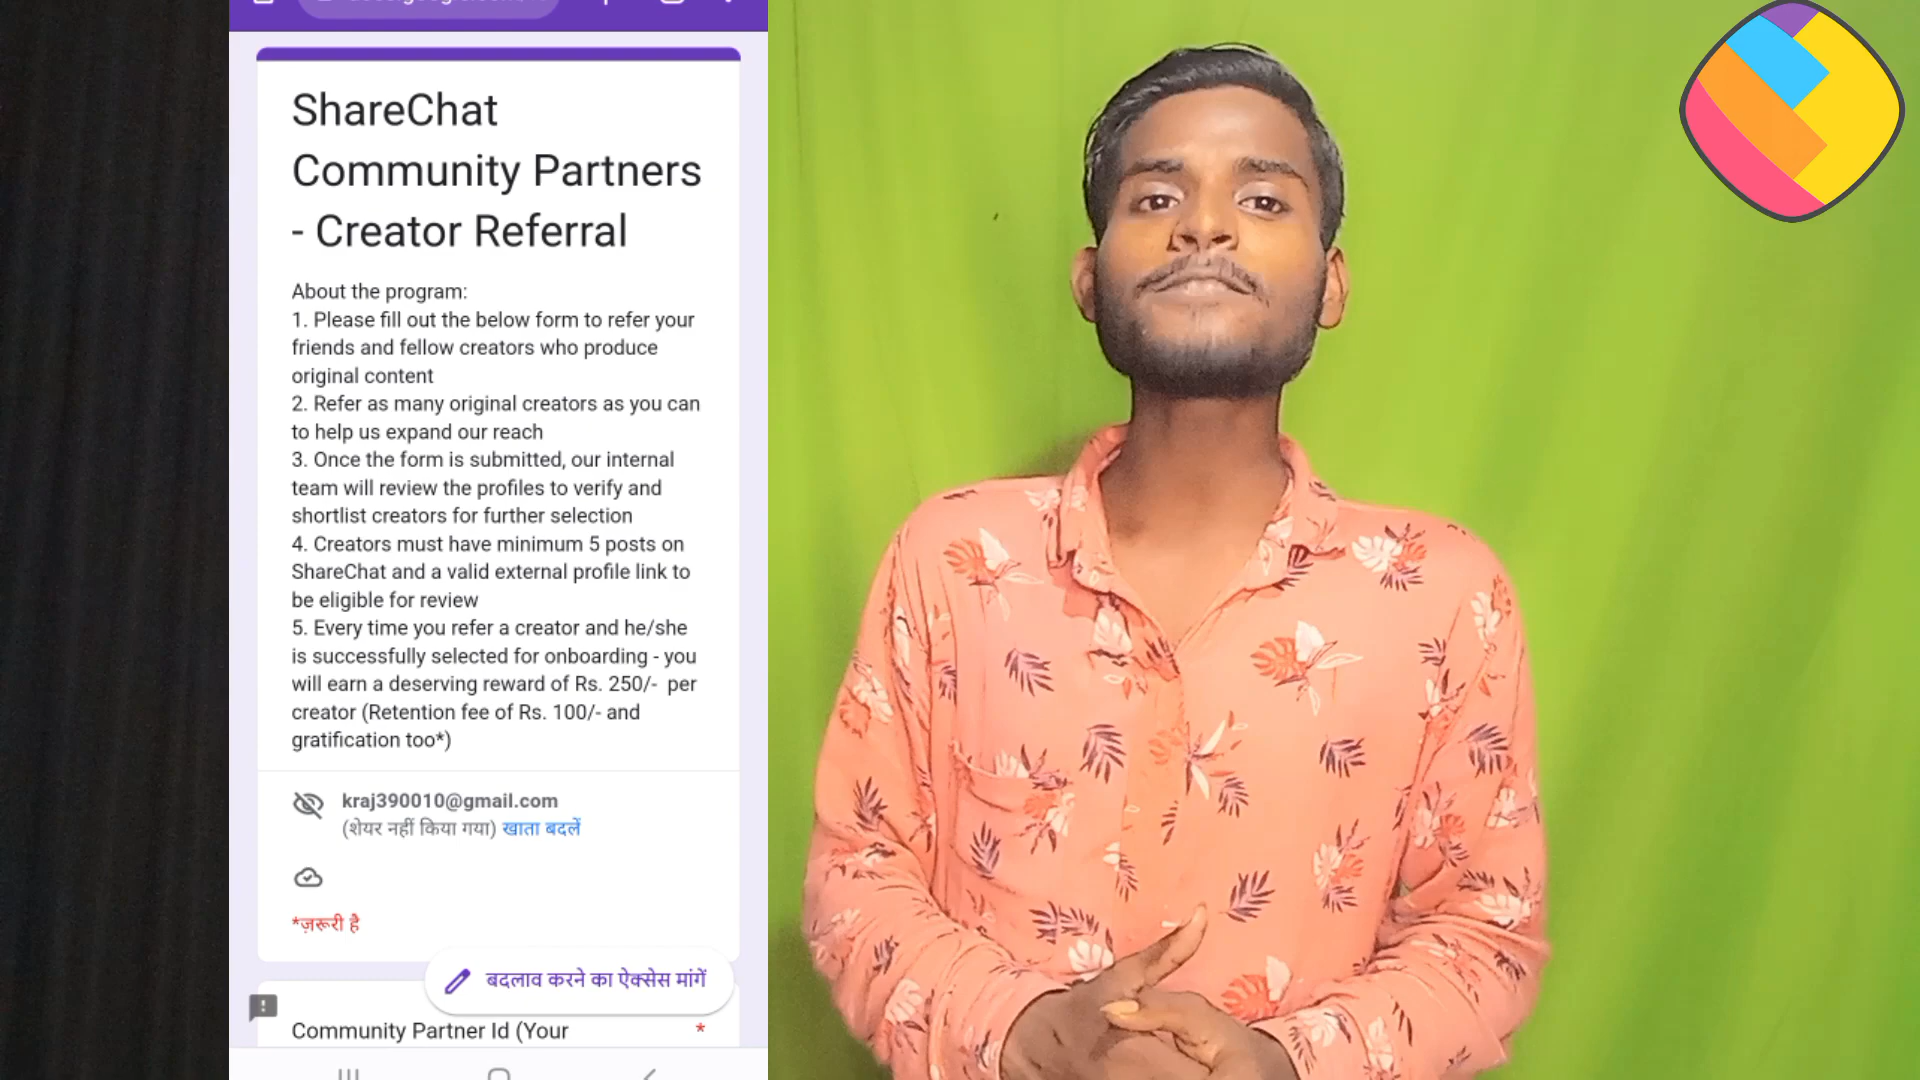 ShareChat
Community Partners
- Creator Referral
About the program:
1. Please fill out the below form to refer your
friends and fellow creators who produce
original content
2. Refer as many original creators as you can
to help us expand our reach
3. Once the form is submitted, our internal
team will review the profiles to verify and
shortlist creators for further selection
4. Creators must have minimum 5 posts on
ShareChat and a valid external profile link to
be eligible for review
5. Every time you refer a creator and he/she
is successfully selected for onboarding - you
will earn a deserving reward of Rs. 250/-  per
creator (Retention fee of Rs. 100/- and
gratification too*)
kraj390010@gmail.com
(शेयर नहीं किया गया) खाता बदलें
*ज़रूरी है
बदलाव करने का ऐक्सेस मांगें
Community Partner Id (Your *